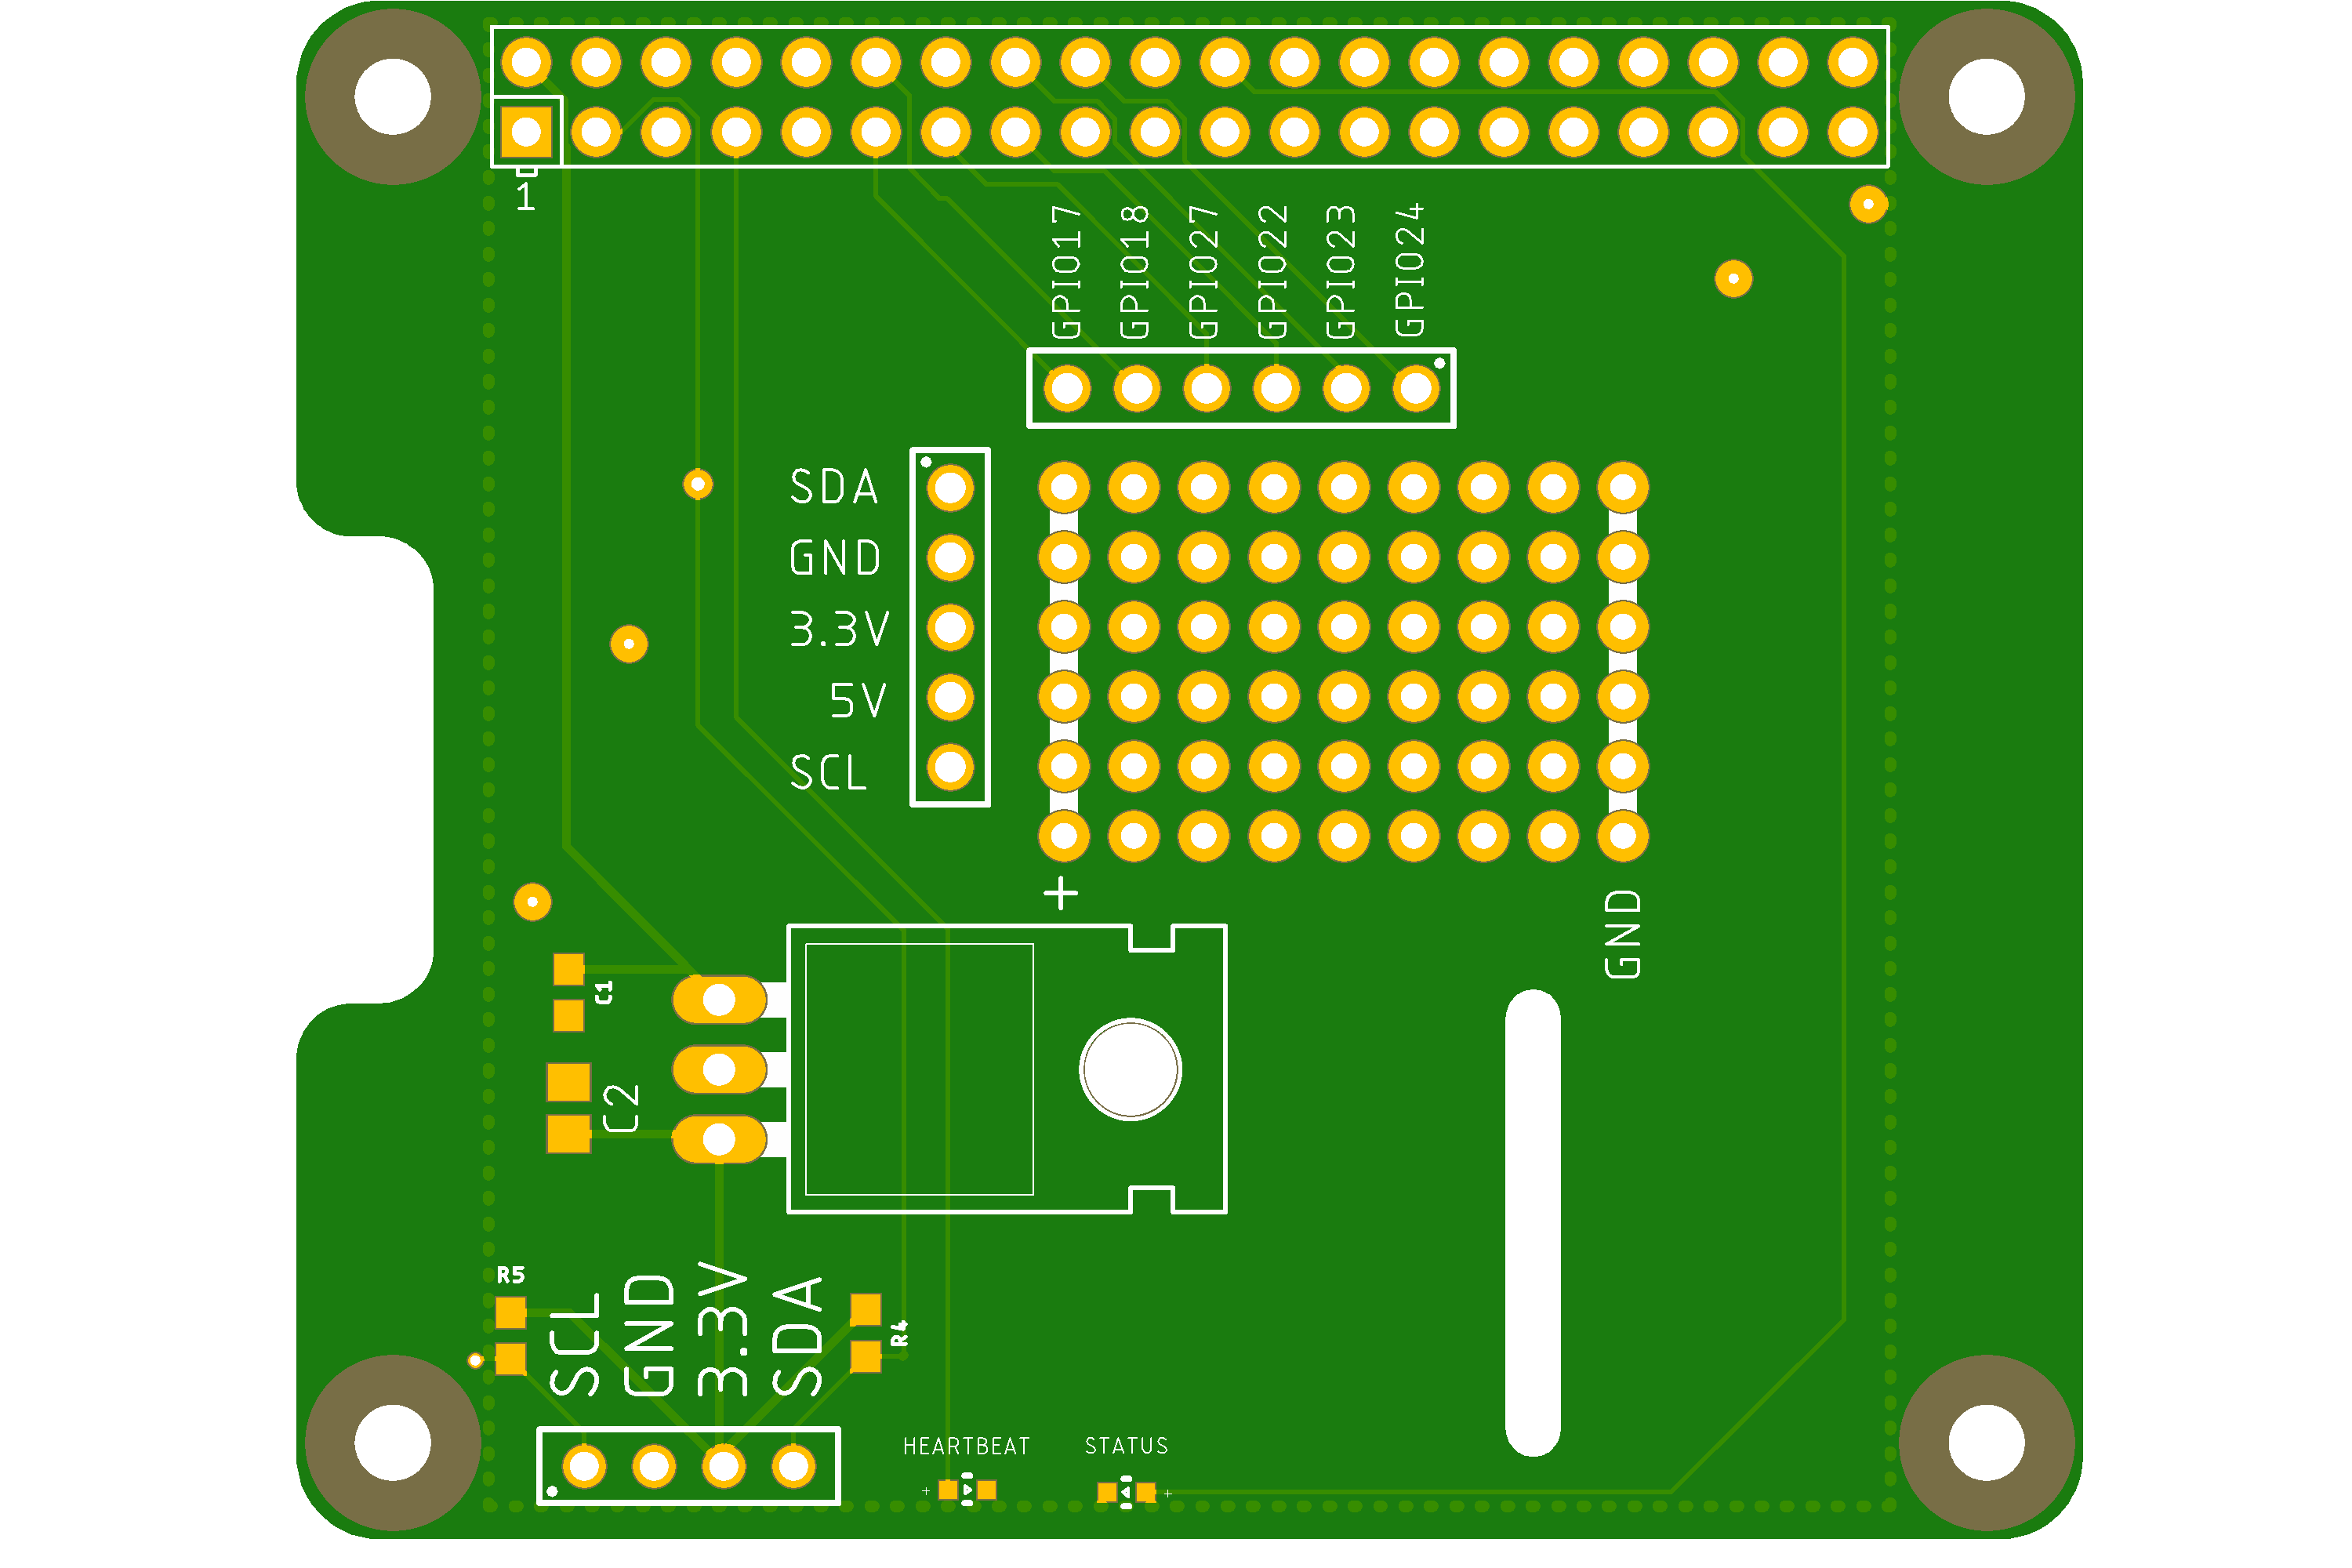 1
GPIO17
GPIO18
GPIO27
GPIO22
GPIO23
GPIO24
SDA
GND
3.3V
5V
SCL
+
GND
C1
C2
R5
SCL
GND
3.3V
SDA
R4
HEARTBEAT
STATUS
+
+